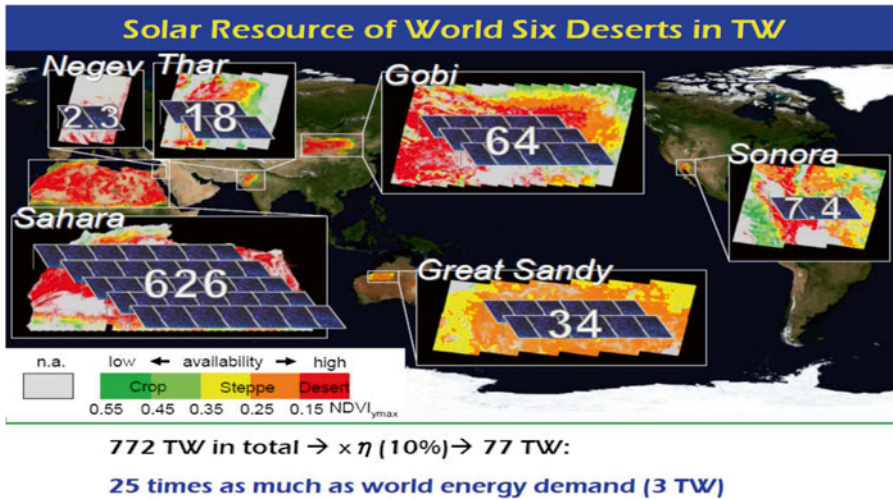 Solar Resource of World Six Deserts in TW
Negev
2.3
Thar
18
Gobi
64
Sonora
7.4
Sahara
626
Great Sandy
34
n.a.
low ← availability → high
Crop Steppe Desert
0.55 0.45 0.35 0.25 0.15 NDVIymax
772 TW in total → × η (10%) → 77 TW:
25 times as much as world energy demand (3 TW)